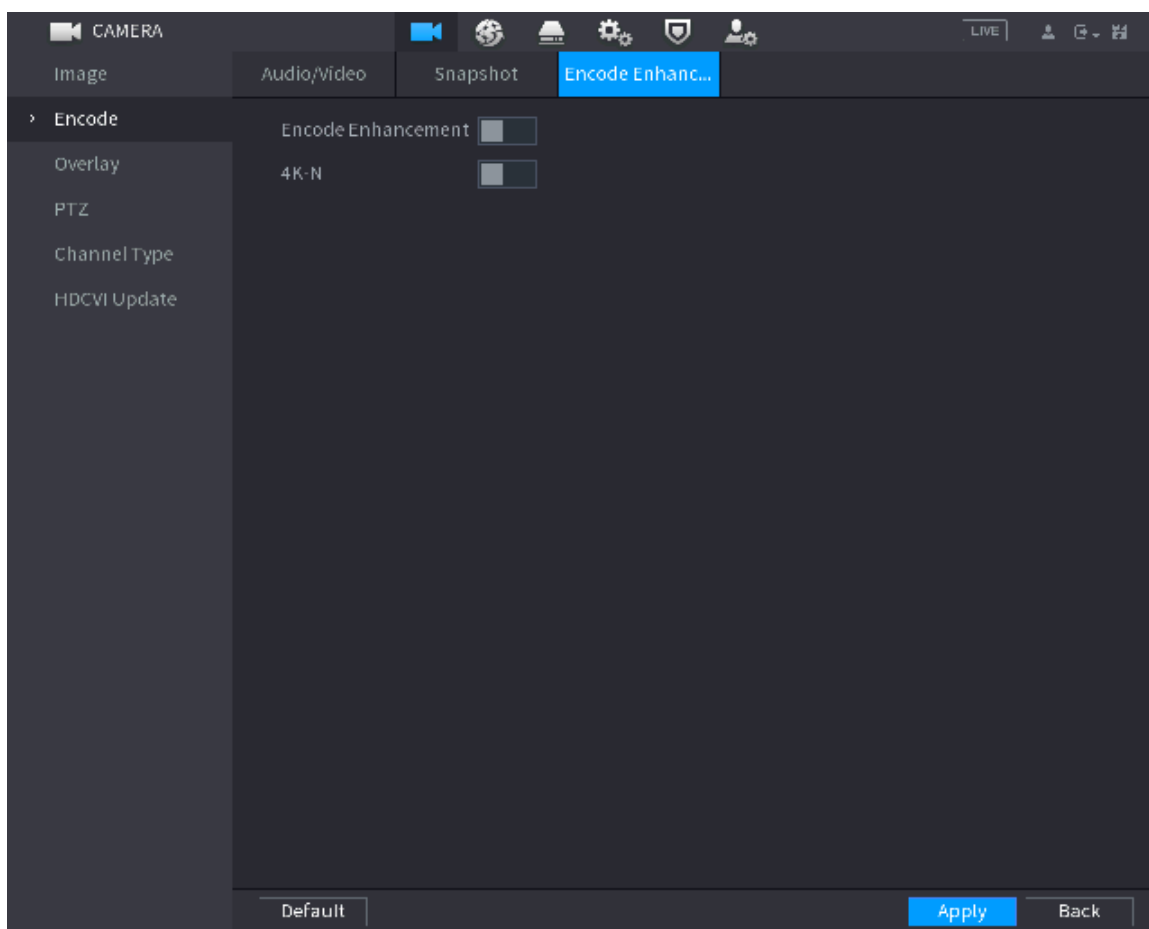 CAMERA
LIVE
Image
Audio/Video
Snapshot
Encode Enhanc...
Encode
Encode Enhancement
Overlay
4K-N
PTZ
Channel Type
HDCVI Update
Default
Apply
Back